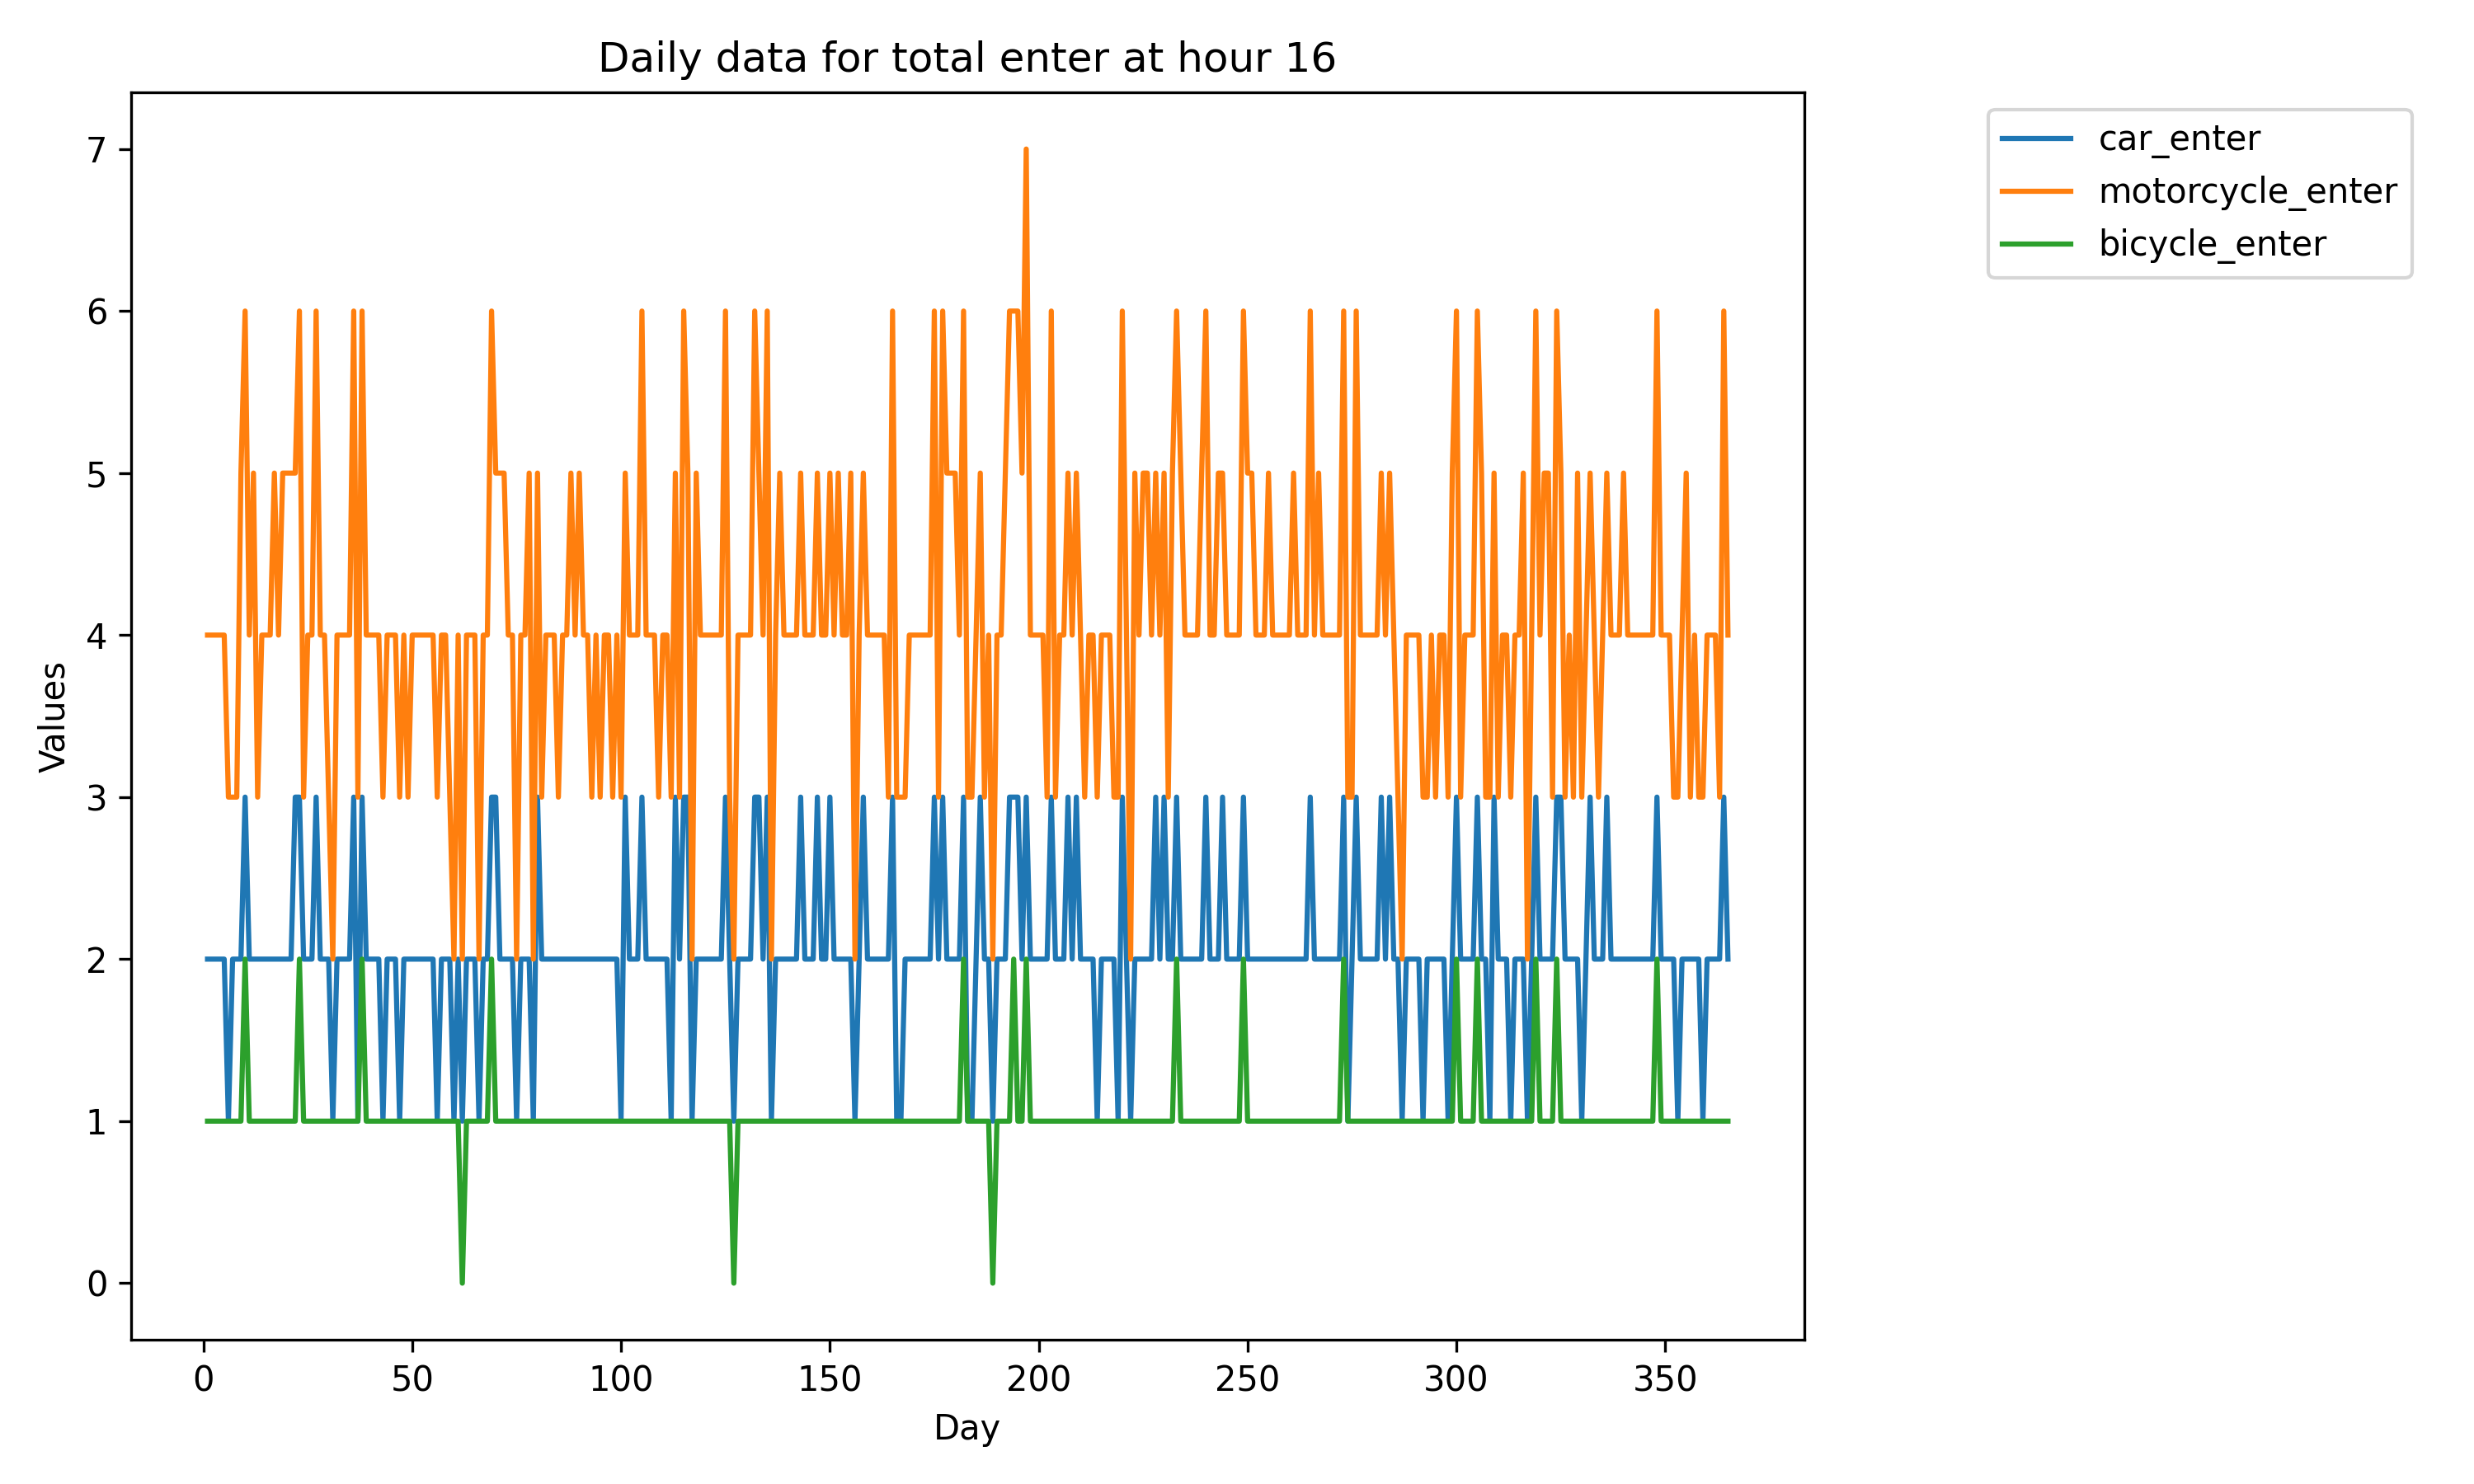 Daily data for total enter at hour 16
7
6
5
4
3
2
1
0
Values
0 50 100 150 200 250 300 350
Day
car_enter
motorcycle_enter
bicycle_enter